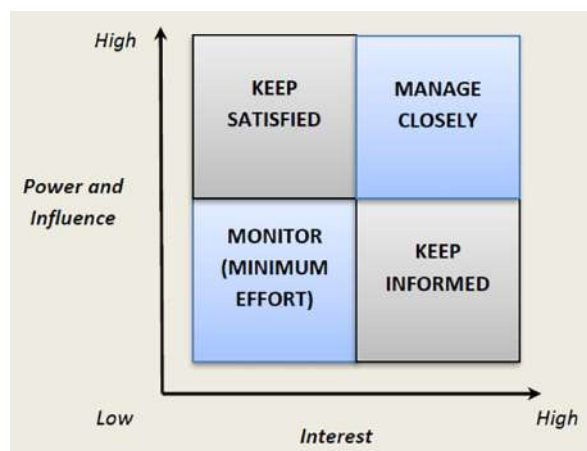 High
KEEP
SATISFIED
MANAGE
CLOSELY
Power and
Influence
MONITOR
(MINIMUM
EFFORT)
KEEP
INFORMED
Low
Interest
High